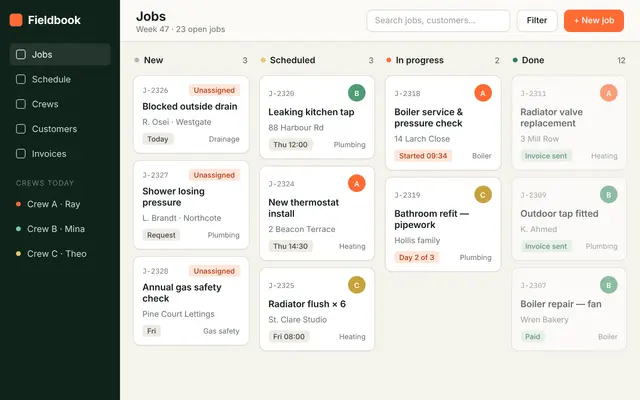 Fieldbook
Jobs
Schedule
Crews
Customers
Invoices
CREWS TODAY
Crew A · Ray
Crew B · Mina
Crew C · Theo
Jobs
Week 47 · 23 open jobs
Search jobs, customers...
Filter
+ New job
New 3
J-2326 Unassigned
Blocked outside drain
R. Osei · Westgate
Today Drainage
J-2327 Unassigned
Shower losing
pressure
L. Brandt · Northcote
Request Plumbing
J-2328 Unassigned
Annual gas safety
check
Pine Court Lettings
Fri Gas safety
Scheduled 3
J-2320 B
Leaking kitchen tap
88 Harbour Rd
Thu 12:00 Plumbing
J-2324 A
New thermostat
install
2 Beacon Terrace
Thu 14:30 Heating
J-2325 C
Radiator flush × 6
St. Clare Studio
Fri 08:00 Heating
In progress 2
J-2318 A
Boiler service &
pressure check
14 Larch Close
Started 09:34 Boiler
J-2319 C
Bathroom refit —
pipework
Hollis family
Day 2 of 3 Plumbing
Done 12
J-2311 A
Radiator valve
replacement
3 Mill Row
Invoice sent Heating
J-2309 B
Outdoor tap fitted
K. Ahmed
Invoice sent Plumbing
J-2307 B
Boiler repair — fan
Wren Bakery
Paid Boiler